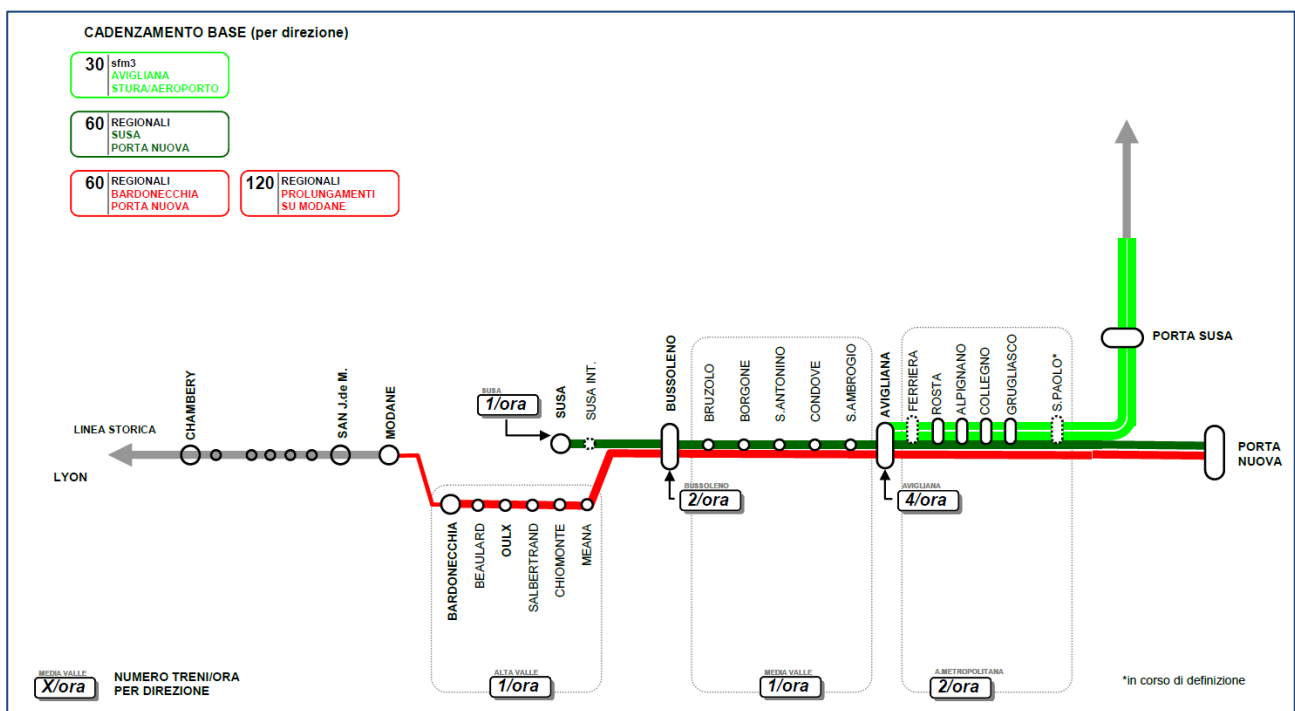 CADENZAMENTO BASE (per direzione)
30 sfm3
AVIGLIANA
STURA/AEROPORTO
60 REGIONALI
SUSA
PORTA NUOVA
60 REGIONALI
BARDONECCHIA
PORTA NUOVA
120 REGIONALI
PROLUNGAMENTI
SU MODANE
LINEA STORICA
LYON
CHAMBERY
SAN J.de M.
MODANE
SUSA
1/ora
SUSA
SUSA INT.
BUSSOLENO
BRUZOLO
BORGONE
S.ANTONINO
CONDOVE
S.AMBROGIO
AVIGLIANA
FERRIERA
ROSTA
ALPIGNANO
COLLEGNO
GRUGLIASCO
S.PAOLO*
PORTA SUSA
PORTA
NUOVA
BUSSOLENO
2/ora
AVIGLIANA
4/ora
BARDONECCHIA
BEAULARD
OULX
SALBERTRAND
CHIOMONTE
MEANA
MEDIA VALLE
X/ora
NUMERO TRENI/ORA
PER DIREZIONE
ALTA VALLE
1/ora
MEDIA VALLE
1/ora
A.METROPOLITANA
2/ora
*in corso di definizione